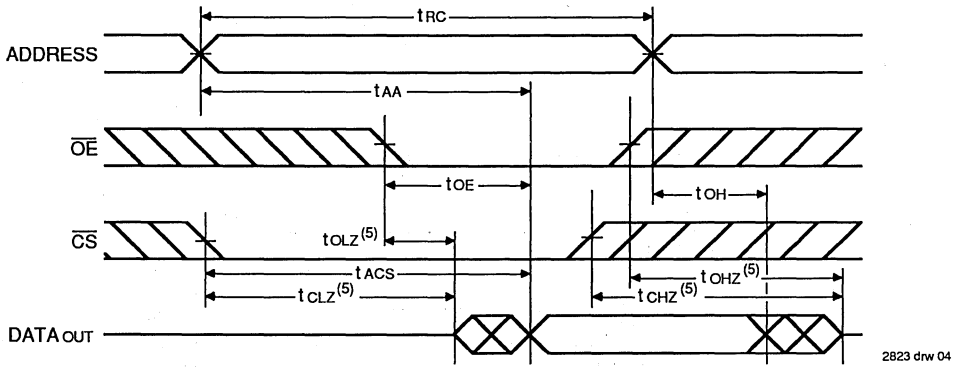 tRC
ADDRESS
tAA
OE
tOE
tOH
CS
tOLZ(5)
tACS
tOHZ(5)
tCLZ(5)
tCHZ(5)
DATA OUT
2823 drw 04